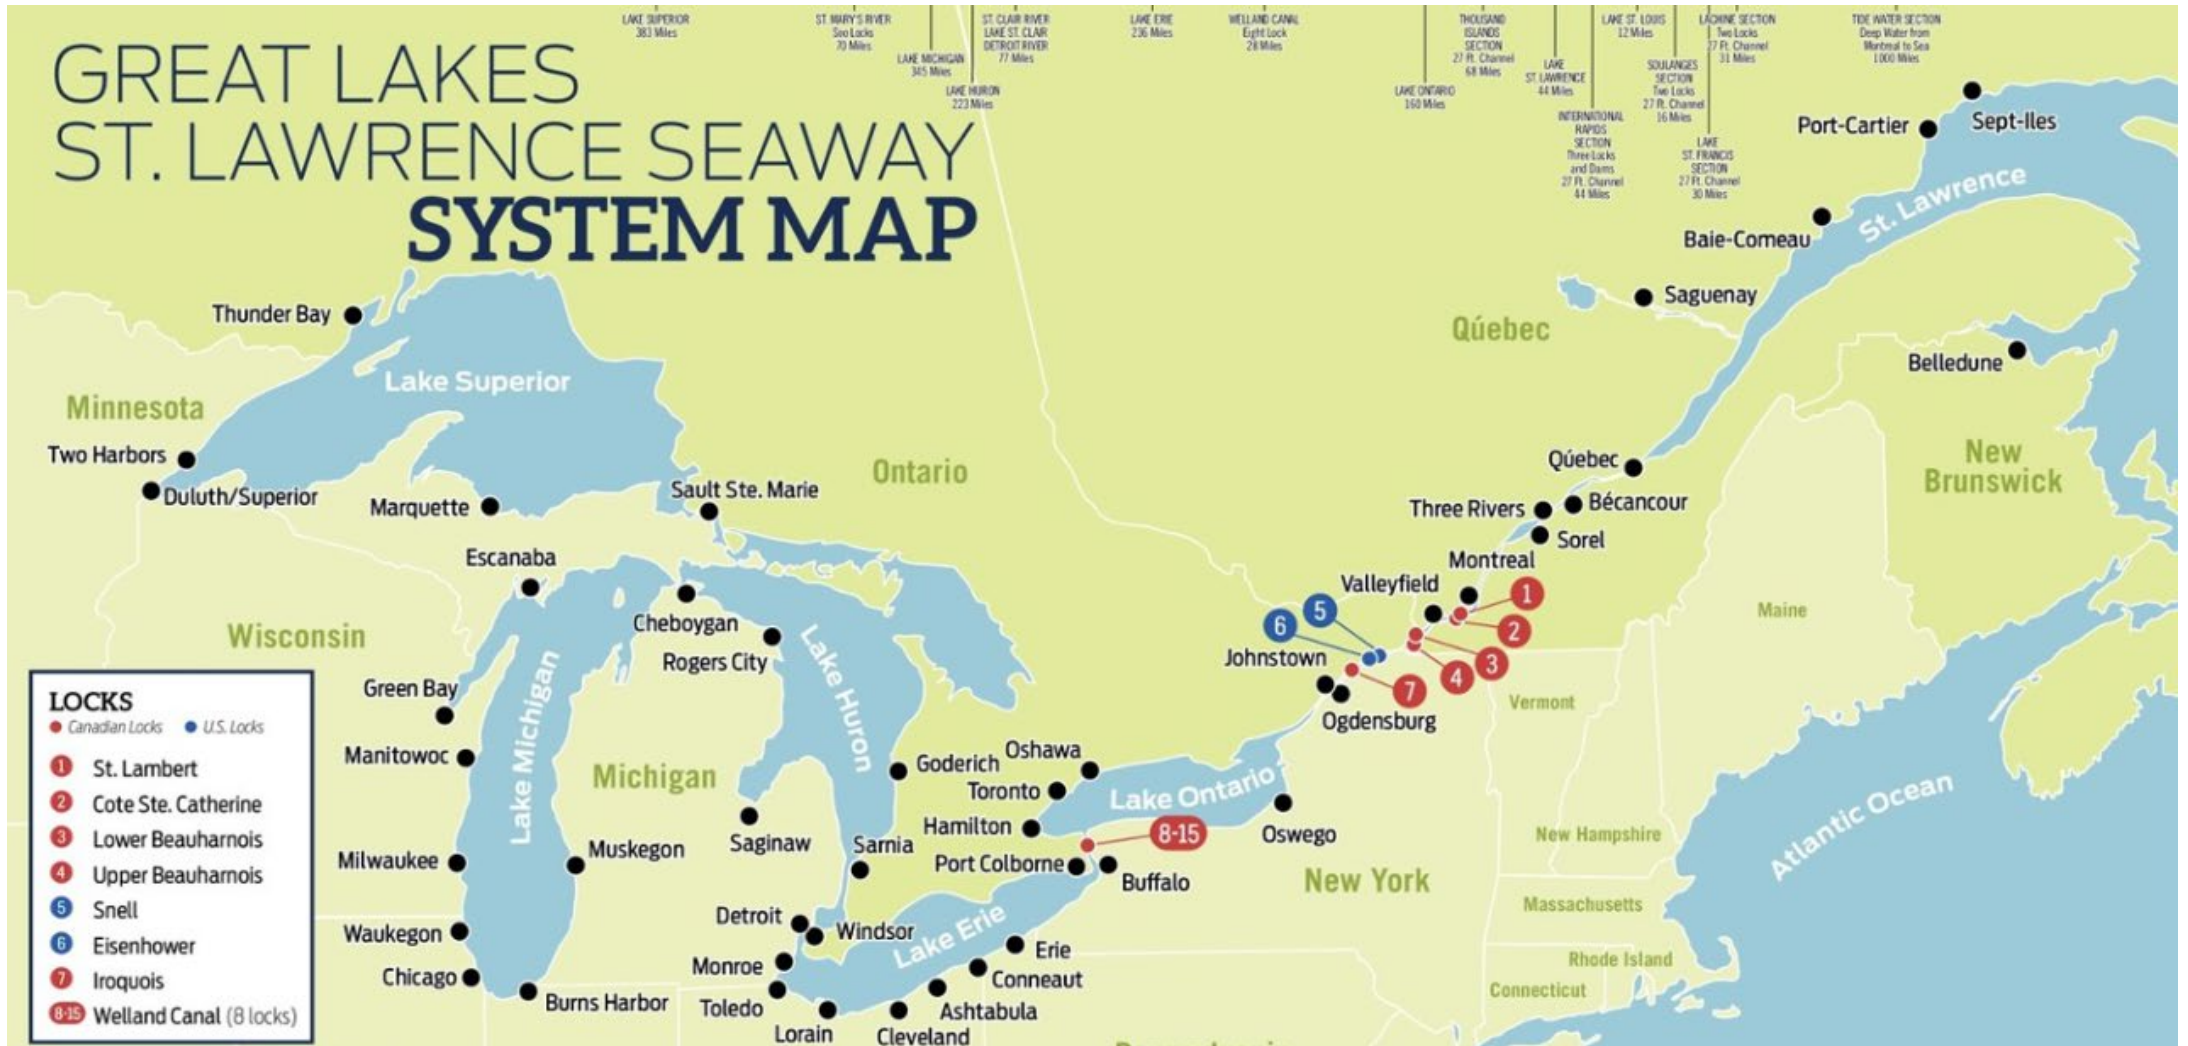 LAKE SUPERIOR
383 Miles
ST. MARY'S RIVER
Soo Locks
70 Miles
LAKE MICHIGAN
345 Miles
LAKE HURON
223 Miles
ST. CLAIR RIVER
LAKE ST. CLAIR
DETROIT RIVER
77 Miles
LAKE ERIE
236 Miles
WELLAND CANAL
Eight Lock
28 Miles
LAKE ONTARIO
160 Miles
THOUSAND
ISLANDS
SECTION
27 Ft. Channel
68 Miles
LAKE
ST. LAWRENCE
44 Miles
INTERNATIONAL
RAPIDS
SECTION
Three Locks
and Dams
27 Ft. Channel
44 Miles
LAKE ST. LOUIS
12 Miles
SOULANGES
SECTION
Two Locks
27 Ft. Channel
16 Miles
LAKE
ST. FRANCIS
SECTION
27 Ft. Channel
30 Miles
LACHINE SECTION
Two Locks
27 Ft. Channel
31 Miles
TIDE WATER SECTION
Deep Water from
Montreal to Sea
1000 Miles
GREAT LAKES
ST. LAWRENCE SEAWAY
SYSTEM MAP
Port-Cartier
Sept-Iles
St. Lawrence
Baie-Comeau
Saguenay
Qúebec
Belledune
Thunder Bay
Lake Superior
Minnesota
Two Harbors
Duluth/Superior
Marquette
Sault Ste. Marie
Ontario
Qúebec
New
Brunswick
Three Rivers
Bécancour
Sorel
Montreal
Escanaba
Valleyfield
1
2
3
4
5
6
7
Maine
Cheboygan
Wisconsin
Rogers City
Lake Huron
Johnstown
Ogdensburg
Vermont
Green Bay
Lake Michigan
Manitowoc
Michigan
Goderich
Oshawa
Toronto
Lake Ontario
Hamilton
8-15
Oswego
New Hampshire
Atlantic Ocean
Milwaukee
Muskegon
Saginaw
Sarnia
Port Colborne
Buffalo
New York
Massachusetts
Waukegon
Detroit
Windsor
Lake Erie
Erie
Rhode Island
Chicago
Monroe
Conneaut
Connecticut
Burns Harbor
Toledo
Ashtabula
Lorain
Cleveland
LOCKS
Canadian Locks
U.S. Locks
1 St. Lambert
2 Cote Ste. Catherine
3 Lower Beauharnois
4 Upper Beauharnois
5 Snell
6 Eisenhower
7 Iroquois
8-15 Welland Canal (8 locks)